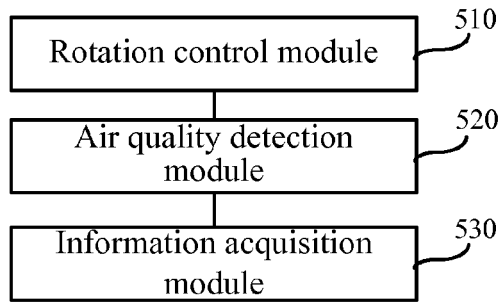 510
Rotation control module
520
Air quality detection
module
530
Information acquisition
module